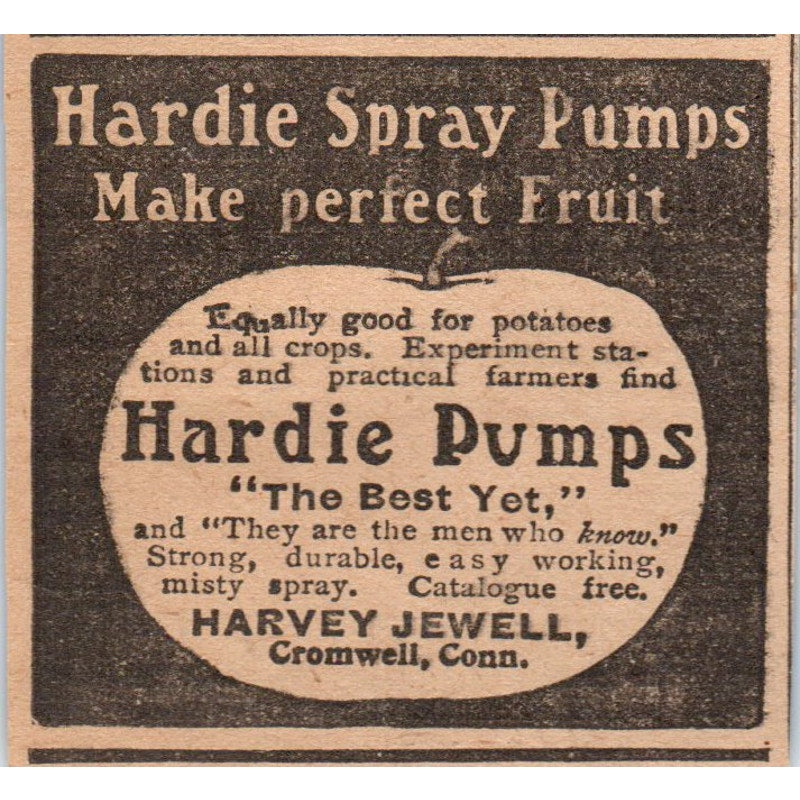 Hardie Spray Pumps
Make perfect Fruit
Equally good for potatoes
and all crops. Experiment sta-
tions and practical farmers find
Hardie Pumps
"The Best Yet,"
and "They are the men who know."
Strong, durable, easy working,
misty spray. Catalogue free.
HARVEY JEWELL,
Cromwell, Conn.